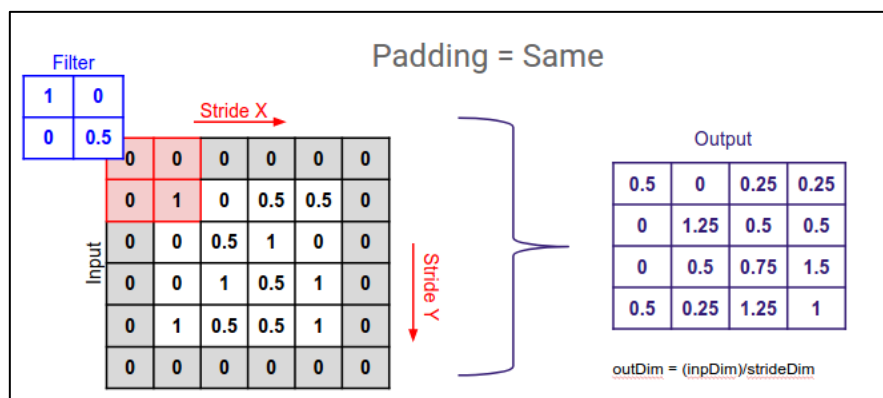 Padding = Same
Filter
1 0
0 0.5
Stride X
Input
0 0 0 0 0 0
0 1 0 0.5 0.5 0
0 0 0.5 1 0 0
0 0 1 0.5 1 0
0 1 0.5 0.5 1 0
0 0 0 0 0 0
Stride Y
Output
0.5 0 0.25 0.25
0 1.25 0.5 0.5
0 0.5 0.75 1.5
0.5 0.25 1.25 1
outDim = (inpDim)/strideDim